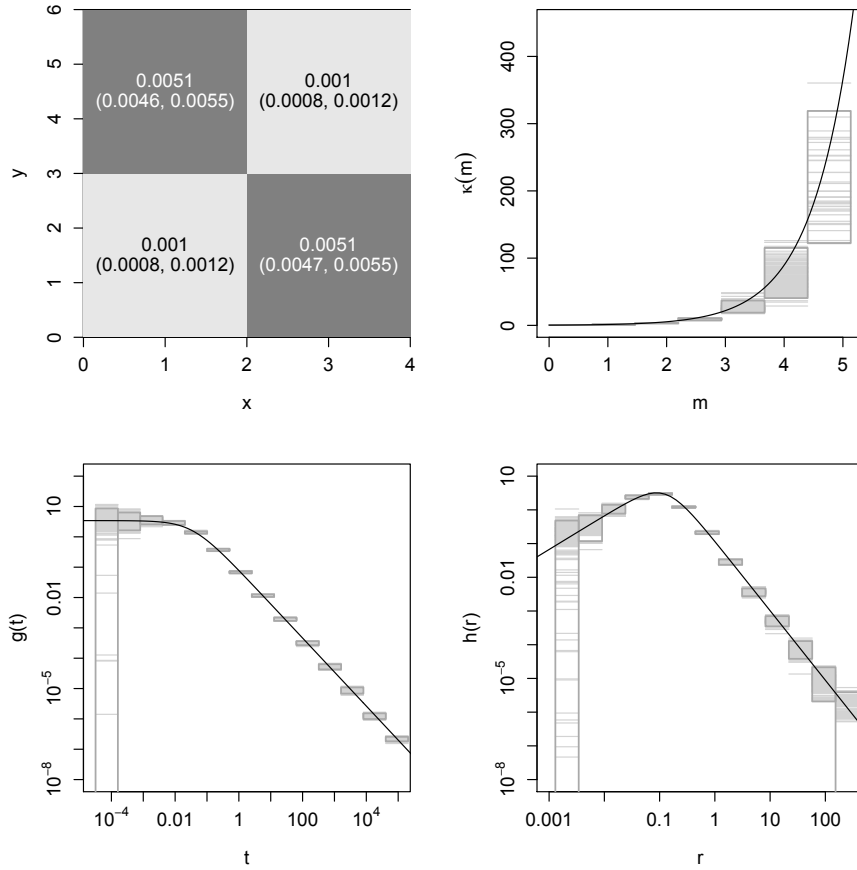 6
5
4
3
2
1
0
y
0.0051
(0.0046, 0.0055)
0.001
(0.0008, 0.0012)
0.001
(0.0008, 0.0012)
0.0051
(0.0047, 0.0055)
0 1 2 3 4
x
400
300
200
100
0
κ(m)
0 1 2 3 4 5
m
10
0.01
10⁻⁵
10⁻⁸
g(t)
10⁻⁴ 0.01 1 100 10⁴
t
10
0.01
10⁻⁵
10⁻⁸
h(r)
0.001 0.1 1 10 100
r